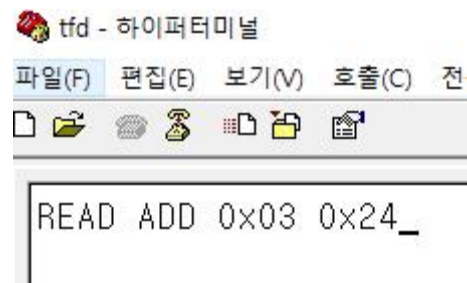 tfd - 하이퍼터미널
파일(F) 편집(E) 보기(V) 호출(C) 전
READ ADD 0x03 0x24_